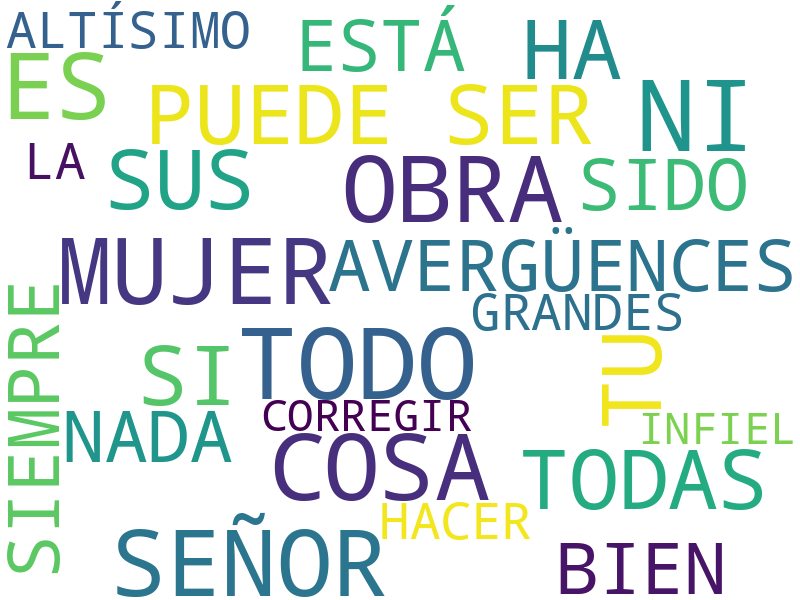 ALTÍSIMO
ESTÁ
HA
ES
PUEDE SER
NI
LA
SUS
OBRA
SIDO
MUJER
AVERGÜENCES
GRANDES
SIEMPRE
SI
TODO
TU
NADA
CORREGIR
INFIEL
COSA
TODAS
HACER
SEÑOR
BIEN